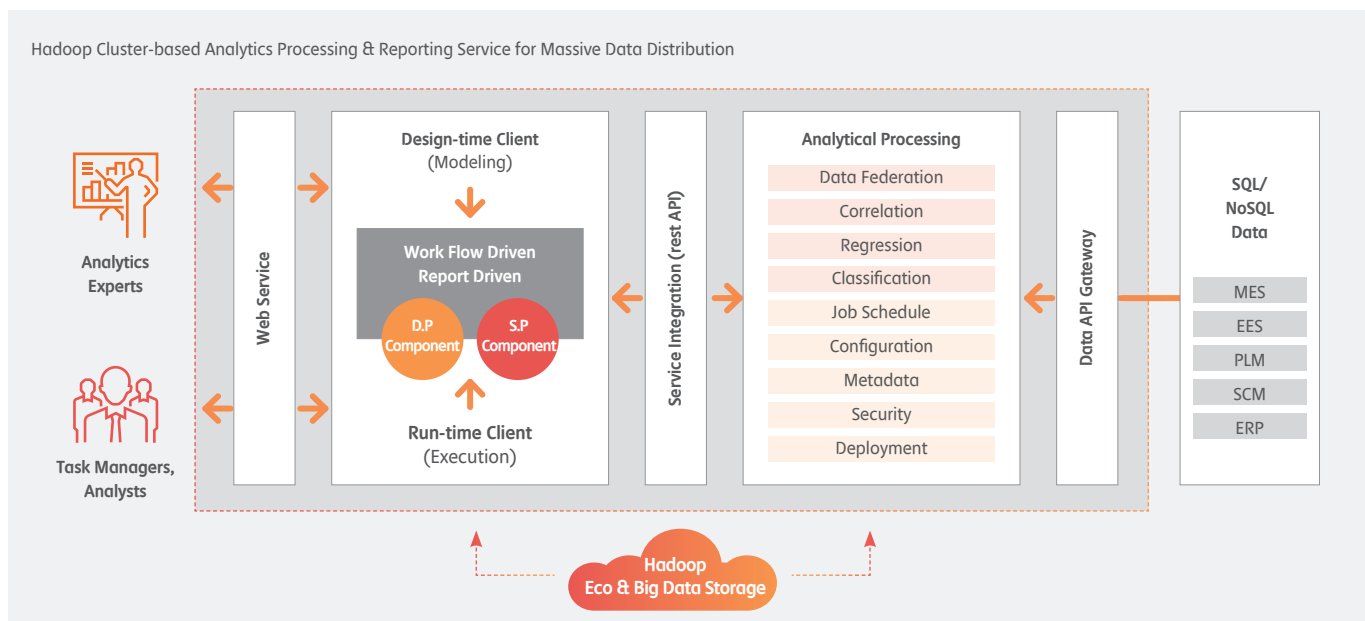 Hadoop Cluster-based Analytics Processing & Reporting Service for Massive Data Distribution
Analytics
Experts
Task Managers,
Analysts
Web Service
Design-time Client
(Modeling)
Work Flow Driven
Report Driven
D.P
Component
S.P
Component
Run-time Client
(Execution)
Service Integration (rest API)
Analytical Processing
Data Federation
Correlation
Regression
Classification
Job Schedule
Configuration
Metadata
Security
Deployment
Data API Gateway
SQL/
NoSQL
Data
MES
EES
PLM
SCM
ERP
Hadoop
Eco & Big Data Storage